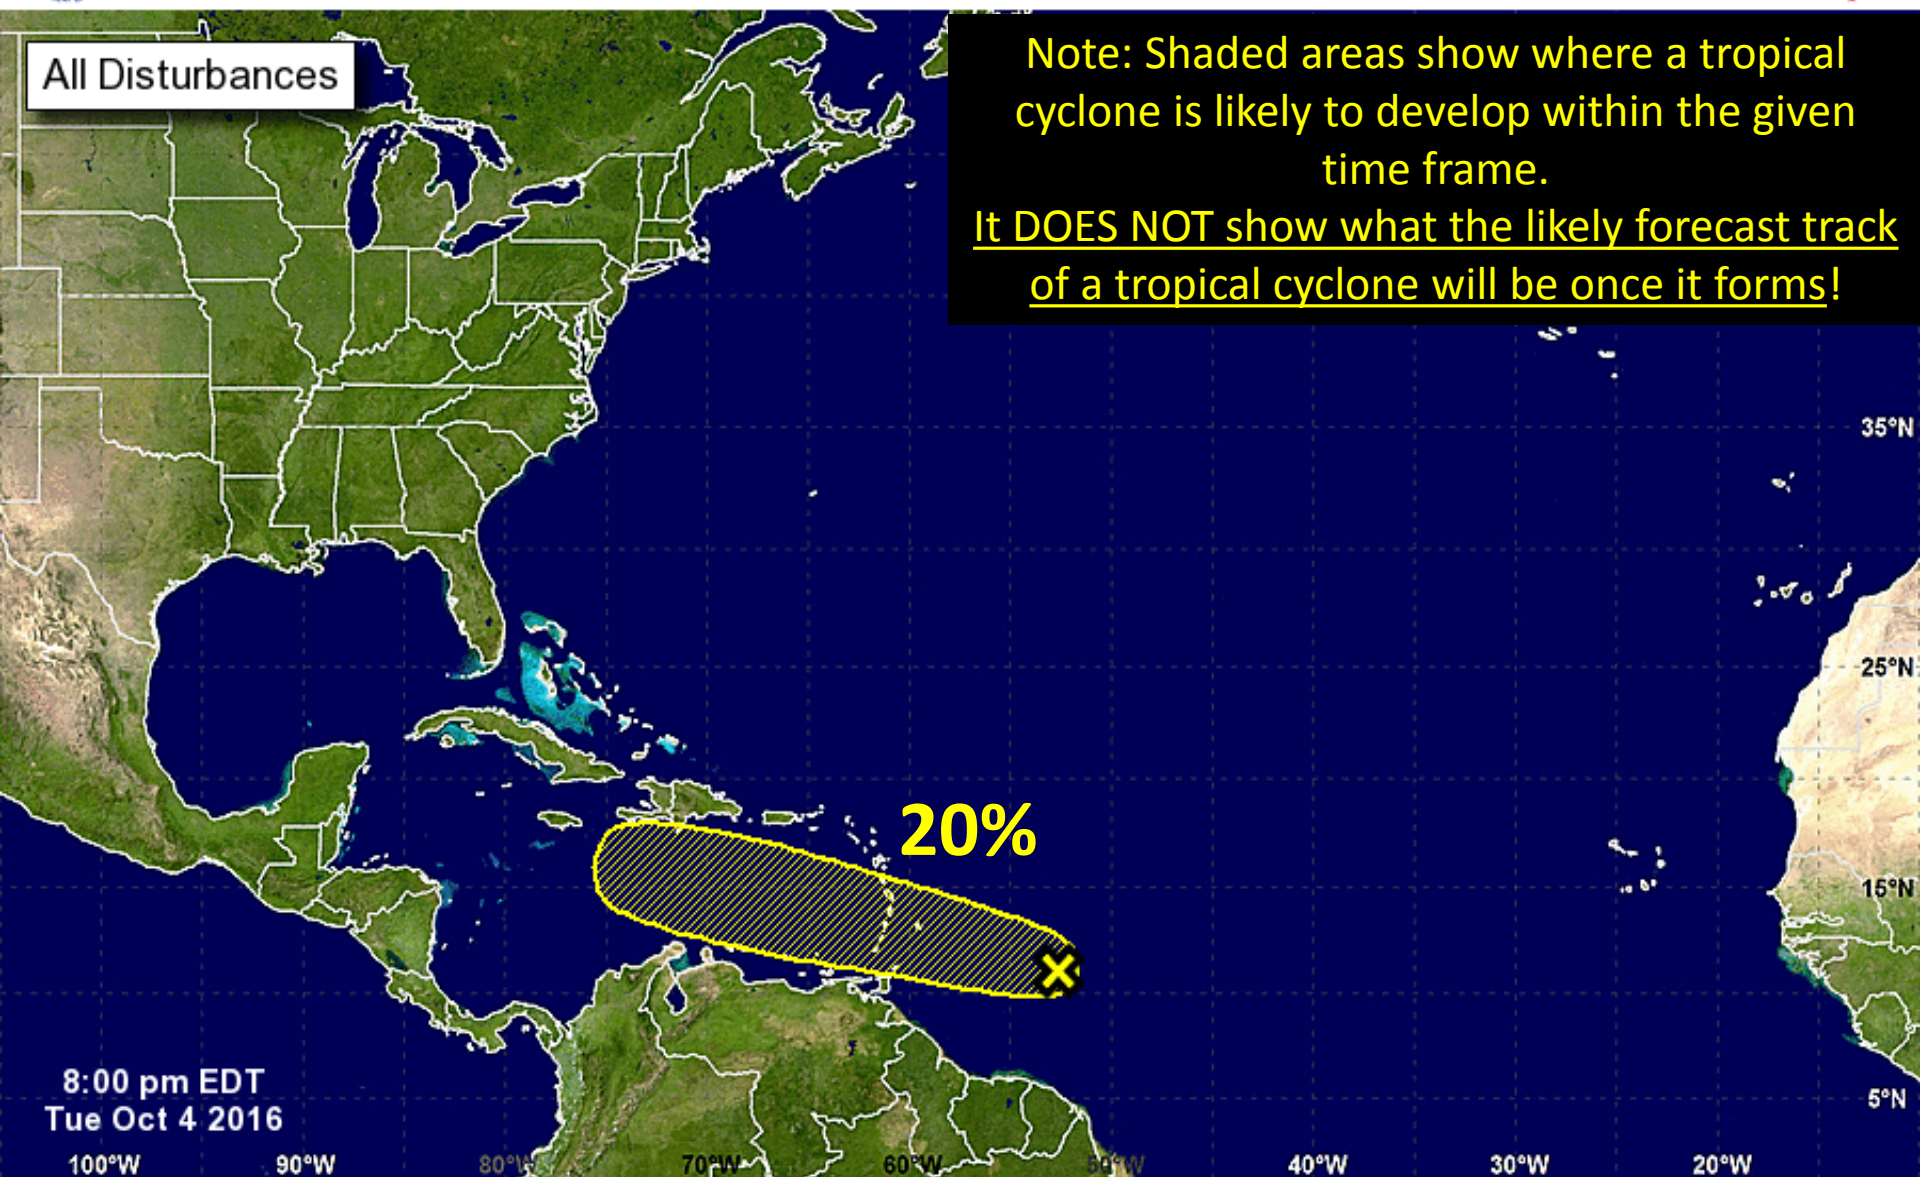 All Disturbances
Note: Shaded areas show where a tropical
cyclone is likely to develop within the given
time frame.
It DOES NOT show what the likely forecast track
of a tropical cyclone will be once it forms!
35°N
25°N
20%
15°N
8:00 pm EDT
Tue Oct 4 2016
5°N
100°W 90°W 80°W 70°W 60°W 50°W 40°W 30°W 20°W